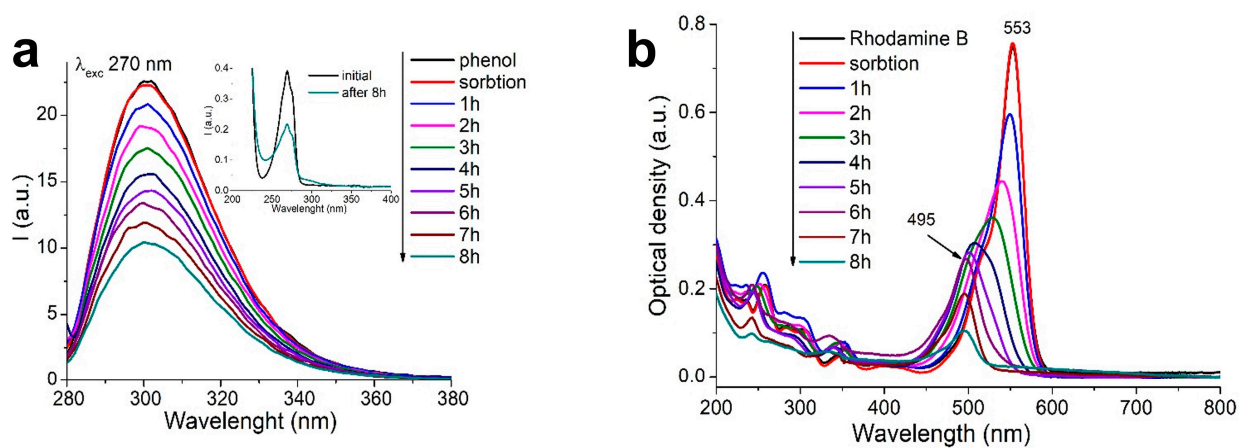 a
λexc 270 nm
I (a.u.)
20
15
10
5
0
280
300
320
340
360
380
Wavelenght (nm)
0.4
0.3
0.2
0.1
0.0
I (a.u.)
200
250
300
350
400
Wavelenght (nm)
initial
after 8h
phenol
sorbtion
1h
2h
3h
4h
5h
6h
7h
8h
b
0.8
0.6
0.4
0.2
0.0
Optical density (a.u.)
Rhodamine B
sorbtion
1h
2h
3h
4h
5h
6h
7h
8h
553
495
200
300
400
500
600
700
800
Wavelength (nm)